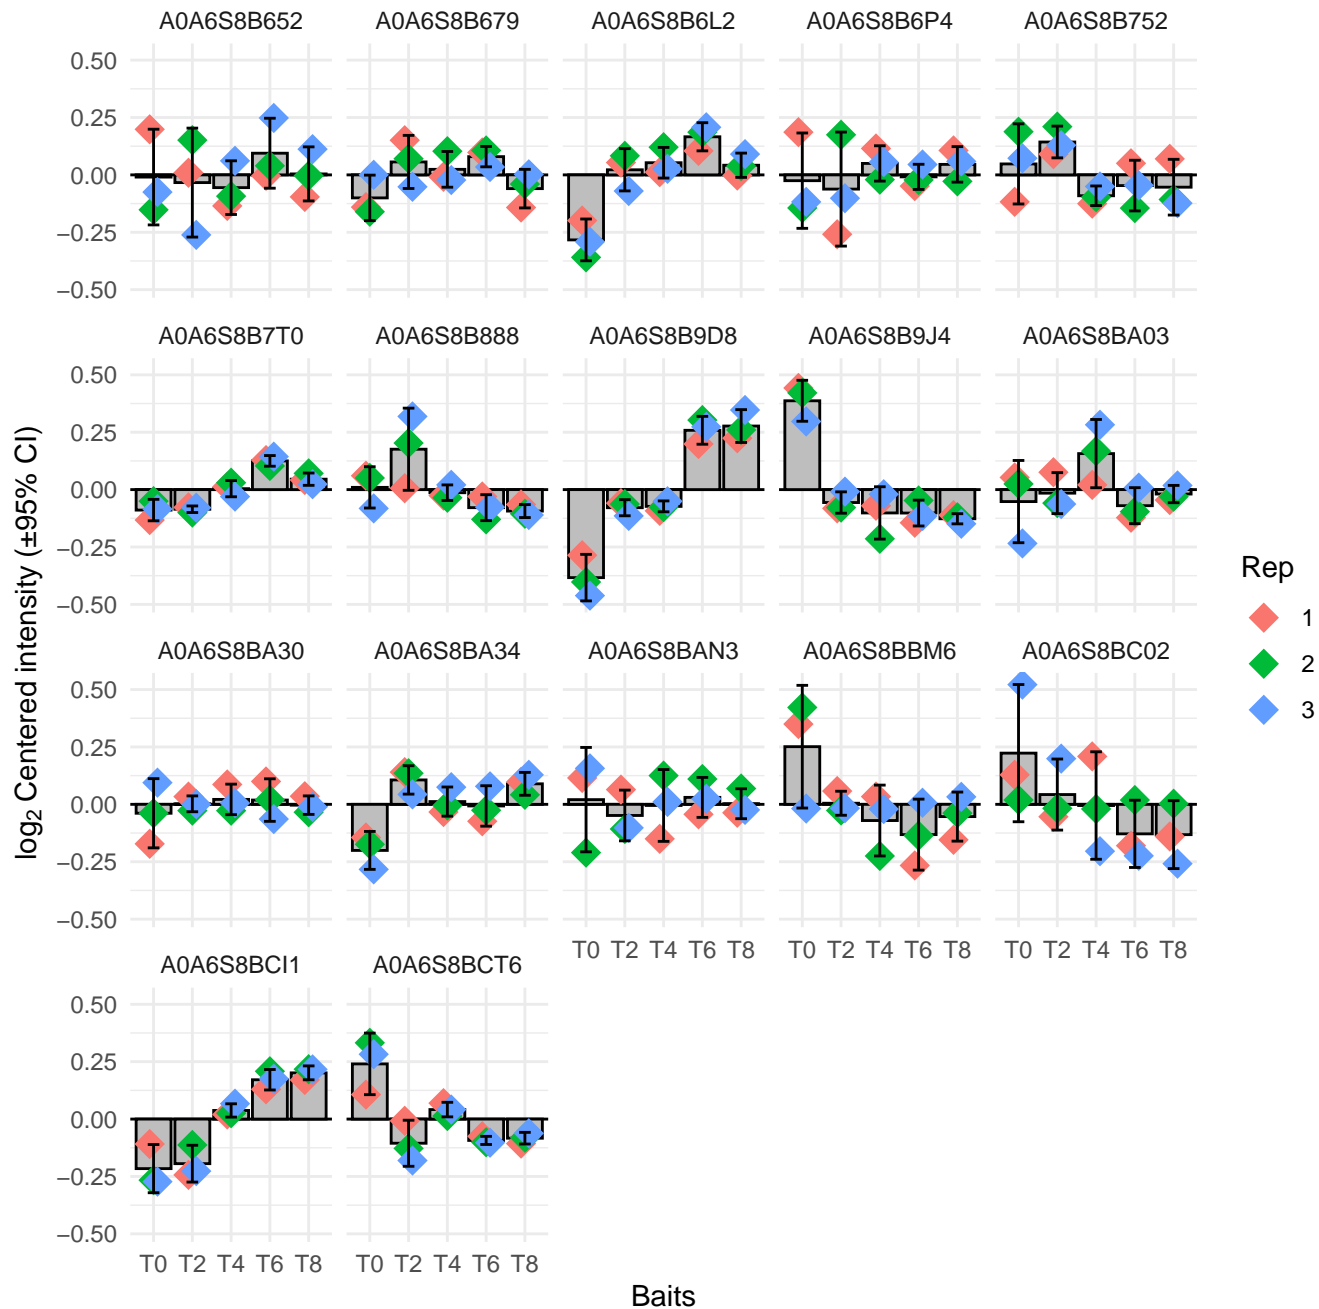 A0A6S8B652 A0A6S8B679 A0A6S8B6L2 A0A6S8B6P4 A0A6S8B752
0.50
0.25
0.00
−0.25
−0.50
A0A6S8B7T0 A0A6S8B888 A0A6S8B9D8 A0A6S8B9J4 A0A6S8BA03
0.50
0.25
0.00
−0.25
−0.50
A0A6S8BA30 A0A6S8BA34 A0A6S8BAN3 A0A6S8BBM6 A0A6S8BC02
0.50
0.25
0.00
−0.25
−0.50
T0 T2 T4 T6 T8 T0 T2 T4 T6 T8 T0 T2 T4 T6 T8
A0A6S8BCI1 A0A6S8BCT6
0.50
0.25
0.00
−0.25
−0.50
T0 T2 T4 T6 T8 T0 T2 T4 T6 T8
Baits
log2 Centered intensity (±95% CI)
Rep
1
2
3